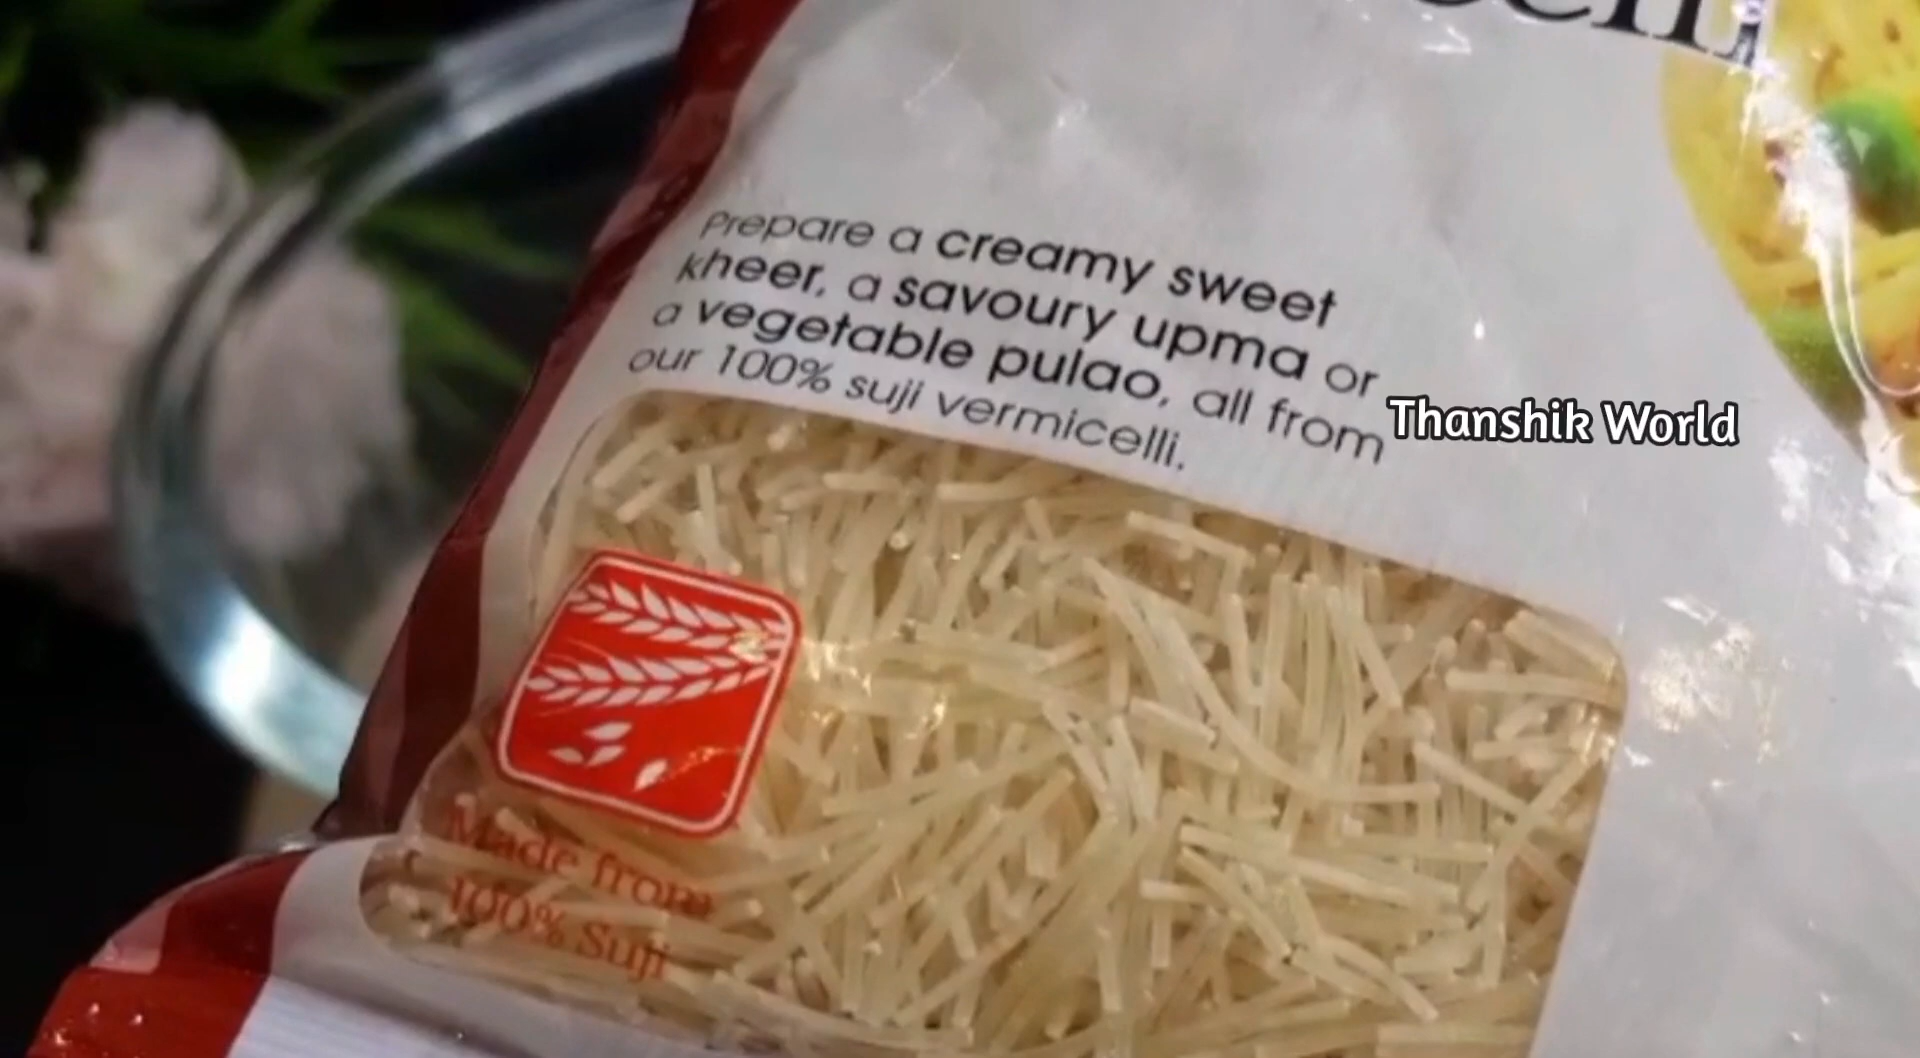 Prepare a creamy sweet
kheer, a savoury upma or
a vegetable pulao, all from
our 100% suji vermicelli.
Thanshik World
Made from
100% Suji